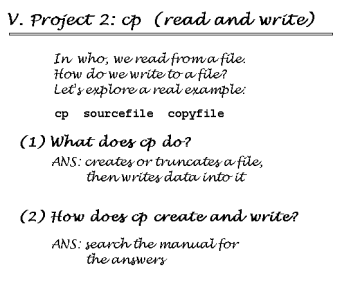 V. Project 2: cp (read and write)
In who, we read from a file.
How do we write to a file?
Let's explore a real example:
cp sourcefile copyfile
(1) What does cp do?
ANS: creates or truncates a file,
then writes data into it
(2) How does cp create and write?
ANS: search the manual for
the answers